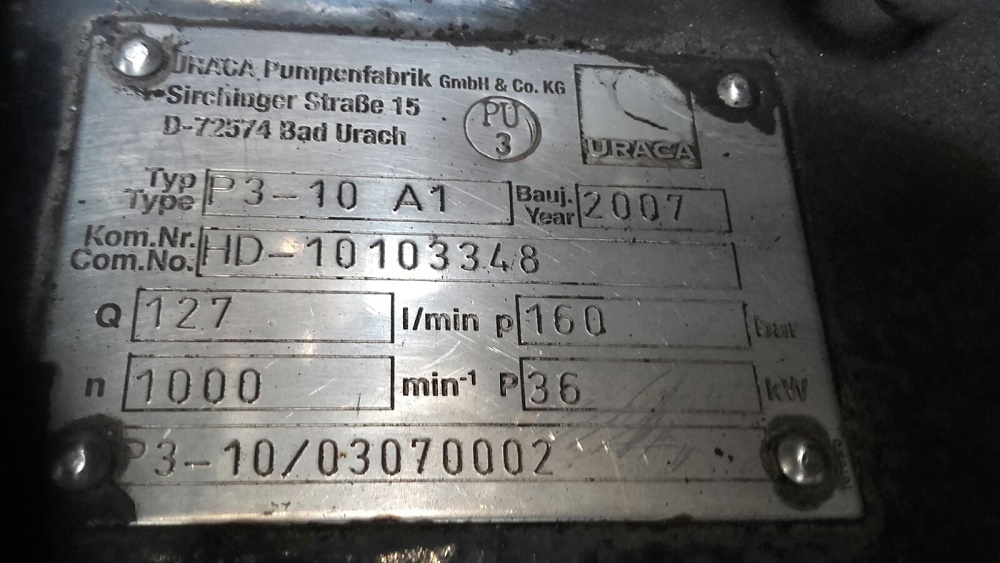 URACA Pumpenfabrik GmbH & Co. KG
Sirchinger Straße 15
D-72574 Bad Urach
PU
3
URACA
Typ
Type P3-10 A1 Bauj.
Year 2007
Kom.Nr.
Com.No. HD-10103348
Q 127 l/min p 160 bar
n 1000 min-1 P 36 kW
P3-10/03070002